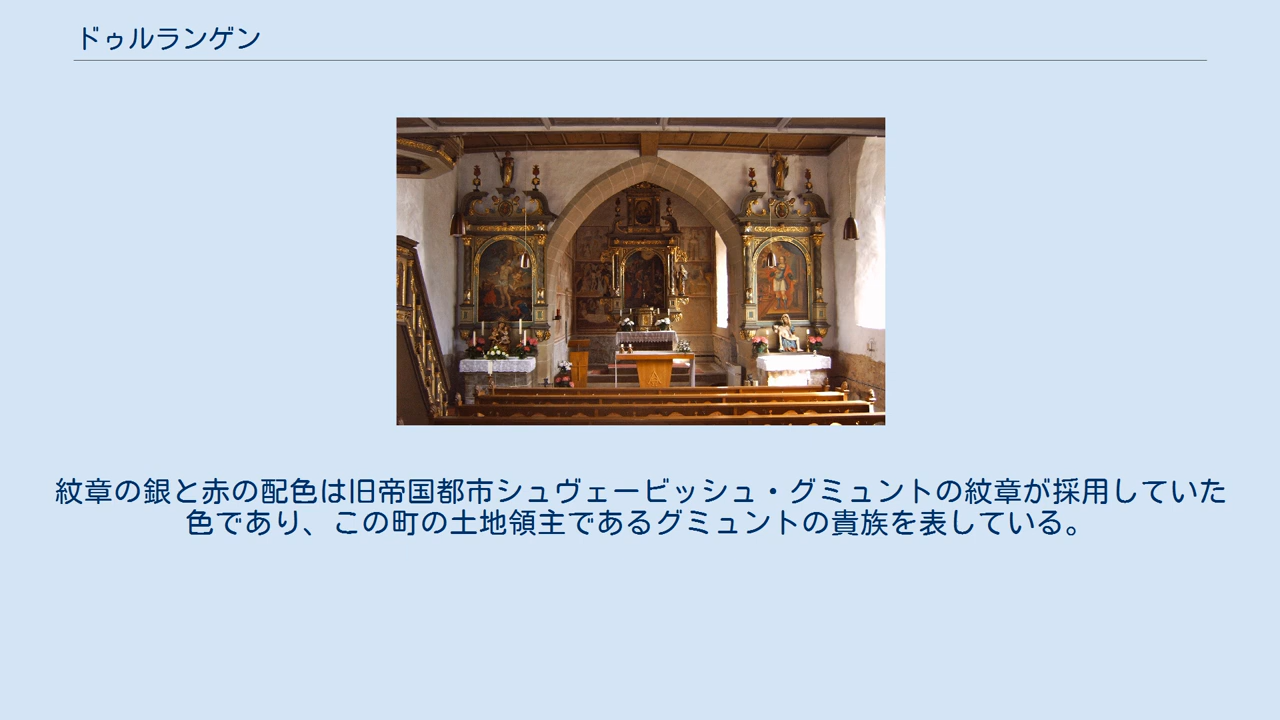 ドゥルランゲン
紋章の銀と赤の配色は旧帝国都市シュヴェービッシュ・グミュントの紋章が採用していた
色であり、この町の土地領主であるグミュントの貴族を表している。